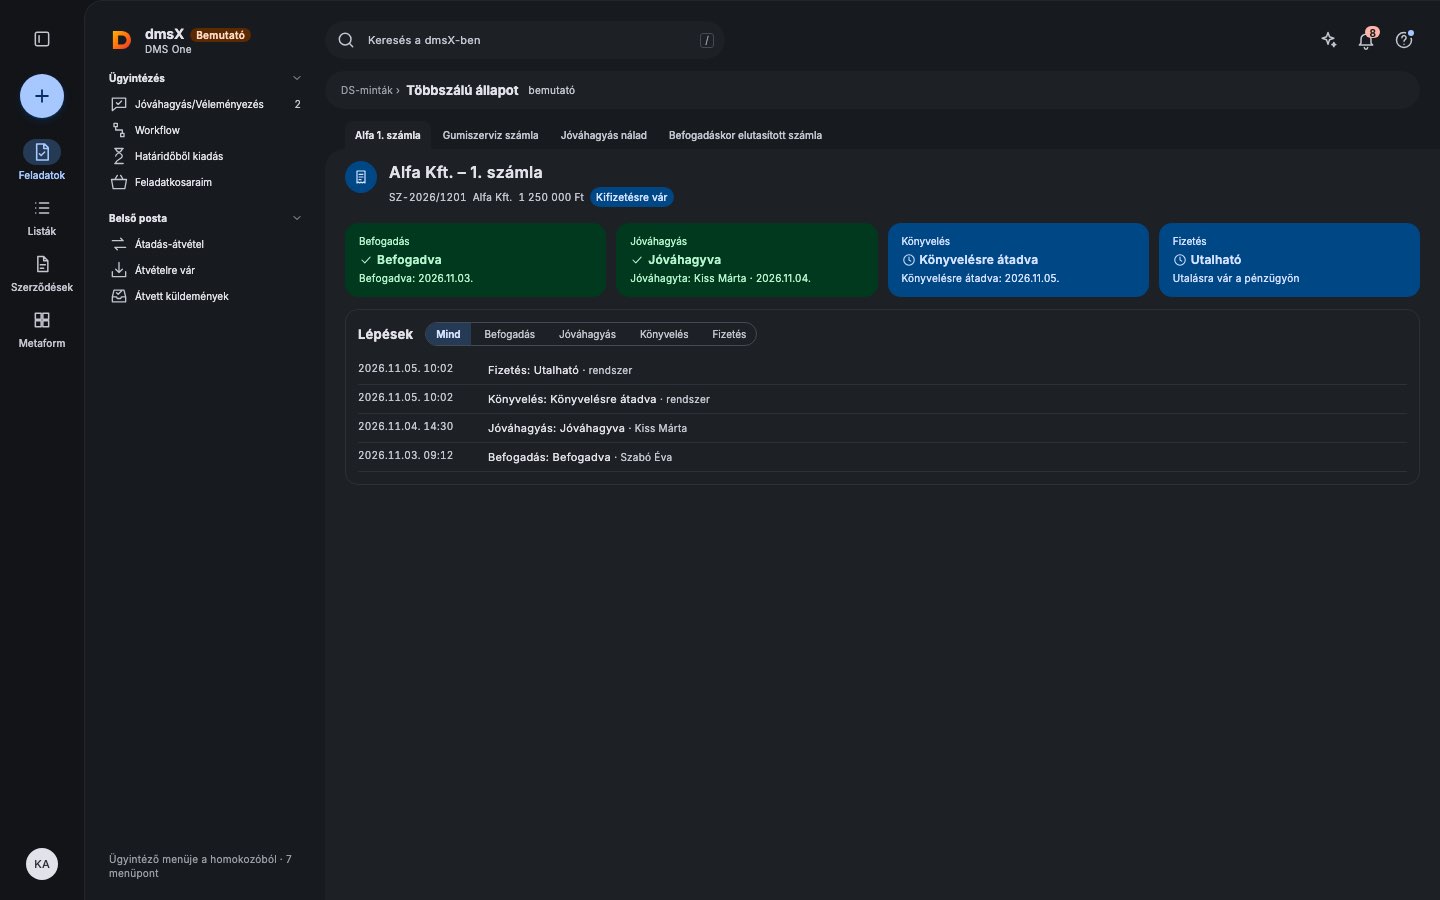 dmsX Bemutató
DMS One
Keresés a dmsX-ben /
8
Feladatok
Listák
Szerződések
Metaform
KA
Ügyintézés
Jóváhagyás/Véleményezés 2
Workflow
Határidőből kiadás
Feladatkosaraim
Belső posta
Átadás-átvétel
Átvételre vár
Átvett küldemények
Ügyintéző menüje a homokozóból · 7
menüpont
DS-minták › Többszálú állapot bemutató
Alfa 1. számla Gumiszerviz számla Jóváhagyás nálad Befogadáskor elutasított számla
Alfa Kft. – 1. számla
SZ-2026/1201 Alfa Kft. 1 250 000 Ft Kifizetésre vár
Befogadás
Befogadva
Befogadva: 2026.11.03.
Jóváhagyás
Jóváhagyva
Jóváhagyta: Kiss Márta · 2026.11.04.
Könyvelés
Könyvelésre átadva
Könyvelésre átadva: 2026.11.05.
Fizetés
Utalható
Utalásra vár a pénzügyön
Lépések Mind Befogadás Jóváhagyás Könyvelés Fizetés
2026.11.05. 10:02 Fizetés: Utalható · rendszer
2026.11.05. 10:02 Könyvelés: Könyvelésre átadva · rendszer
2026.11.04. 14:30 Jóváhagyás: Jóváhagyva · Kiss Márta
2026.11.03. 09:12 Befogadás: Befogadva · Szabó Éva